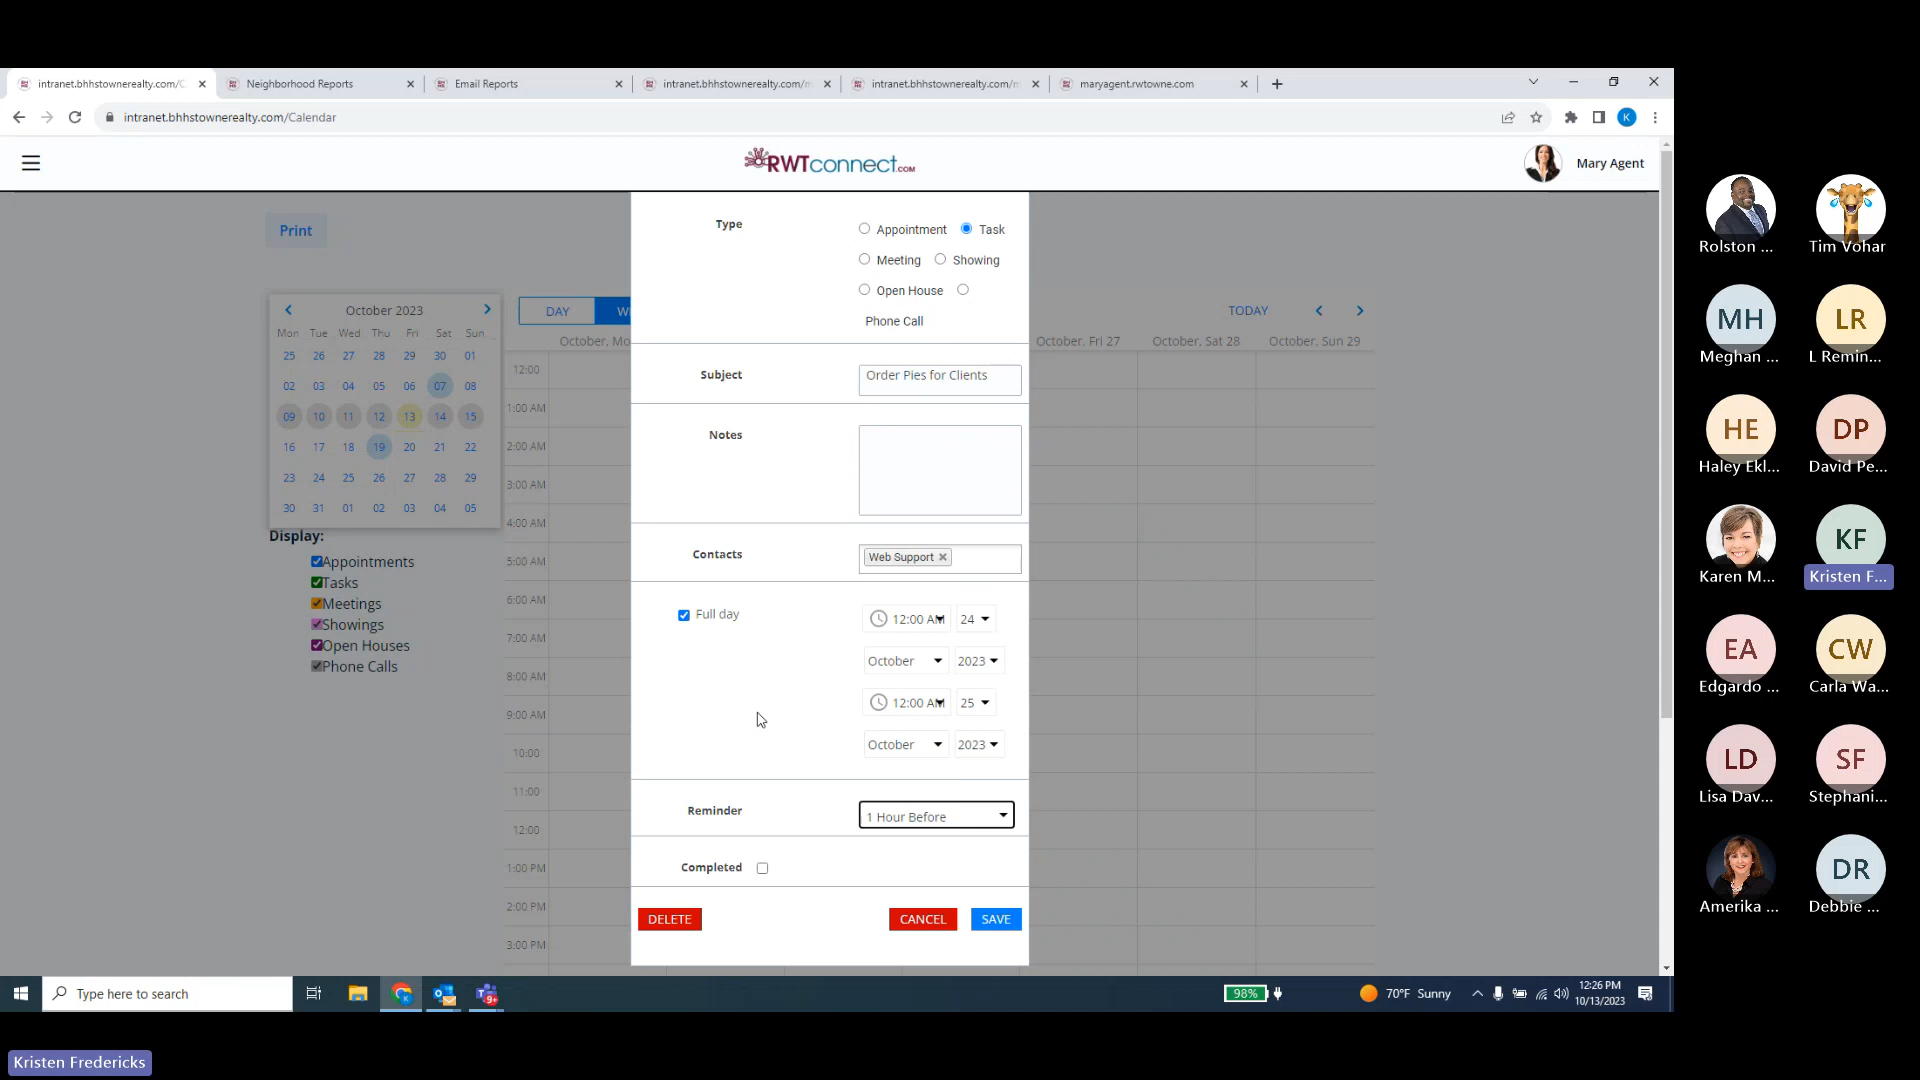 intranet.bhhstownerealty.com/C
Neighborhood Reports
Email Reports
intranet.bhhstownerealty.com/m
intranet.bhhstownerealty.com/m
maryagent.rwtowne.com
intranet.bhhstownerealty.com/Calendar
K
RWTconnect.COM
Mary Agent
Print
October 2023
Mon Tue Wed Thu Fri Sat Sun
25 26 27 28 29 30 01
02 03 04 05 06 07 08
09 10 11 12 13 14 15
16 17 18 19 20 21 22
23 24 25 26 27 28 29
30 31 01 02 03 04 05
Display:
Appointments
Tasks
Meetings
Showings
Open Houses
Phone Calls
DAY
W
TODAY
October, Mo
October, Fri 27
October, Sat 28
October, Sun 29
12:00
1:00 AM
2:00 AM
3:00 AM
4:00 AM
5:00 AM
6:00 AM
7:00 AM
8:00 AM
9:00 AM
10:00
11:00
12:00
1:00 PM
2:00 PM
3:00 PM
Type
Appointment Task
Meeting Showing
Open House
Phone Call
Subject
Order Pies for Clients
Notes
Contacts
Web Support
Full day
12:00 AM 24
October 2023
12:00 AM 25
October 2023
Reminder
1 Hour Before
Completed
DELETE
CANCEL
SAVE
Type here to search
9+
98%
70°F Sunny
12:26 PM
10/13/2023
Rolston ...
Tim Vohar
MH
Meghan ...
LR
L Remin...
HE
Haley Ekl...
DP
David Pe...
Karen M...
KF
Kristen F...
EA
Edgardo ...
CW
Carla Wa...
LD
Lisa Dav...
SF
Stephani...
Amerika ...
DR
Debbie ...
Kristen Fredericks